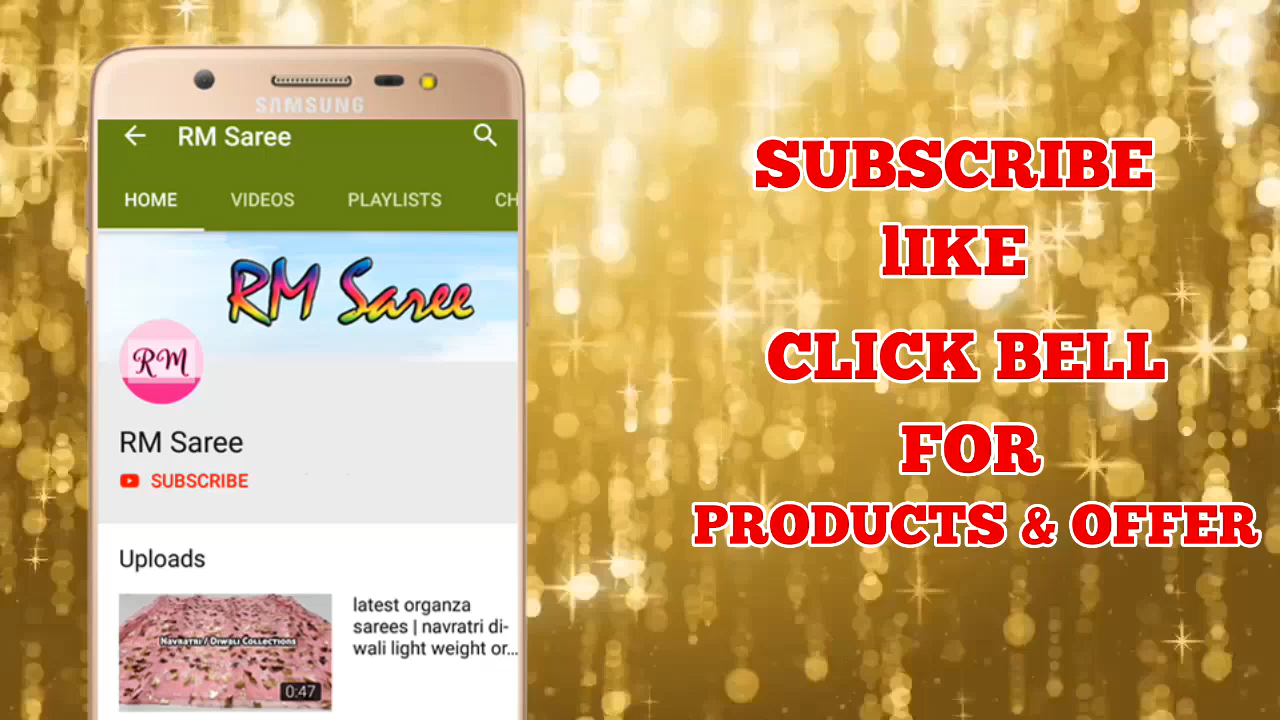 SAMSUNG
RM Saree
HOME VIDEOS PLAYLISTS CH
RM Saree
RM
RM Saree
SUBSCRIBE
Uploads
Navratri / Diwali Collections
0:47
latest organza
sarees | navratri di-
wali light weight or...
SUBSCRIBE
lIKE
CLICK BELL
FOR
PRODUCTS & OFFER